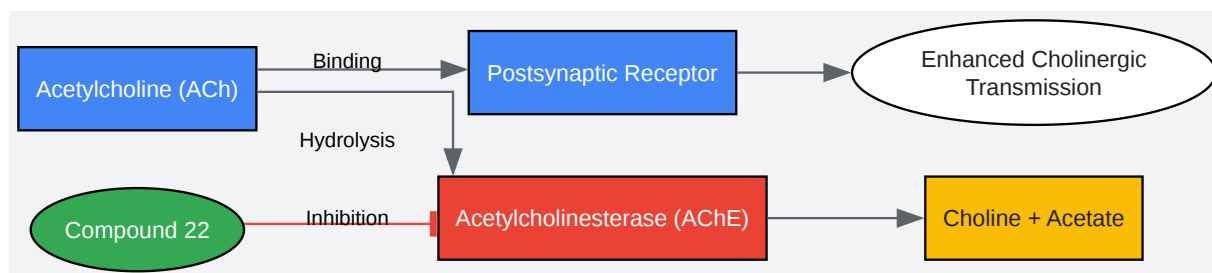 Acetylcholine (ACh)
Binding
Postsynaptic Receptor
Enhanced Cholinergic
Transmission
Hydrolysis
Compound 22
Inhibition
Acetylcholinesterase (AChE)
Choline + Acetate